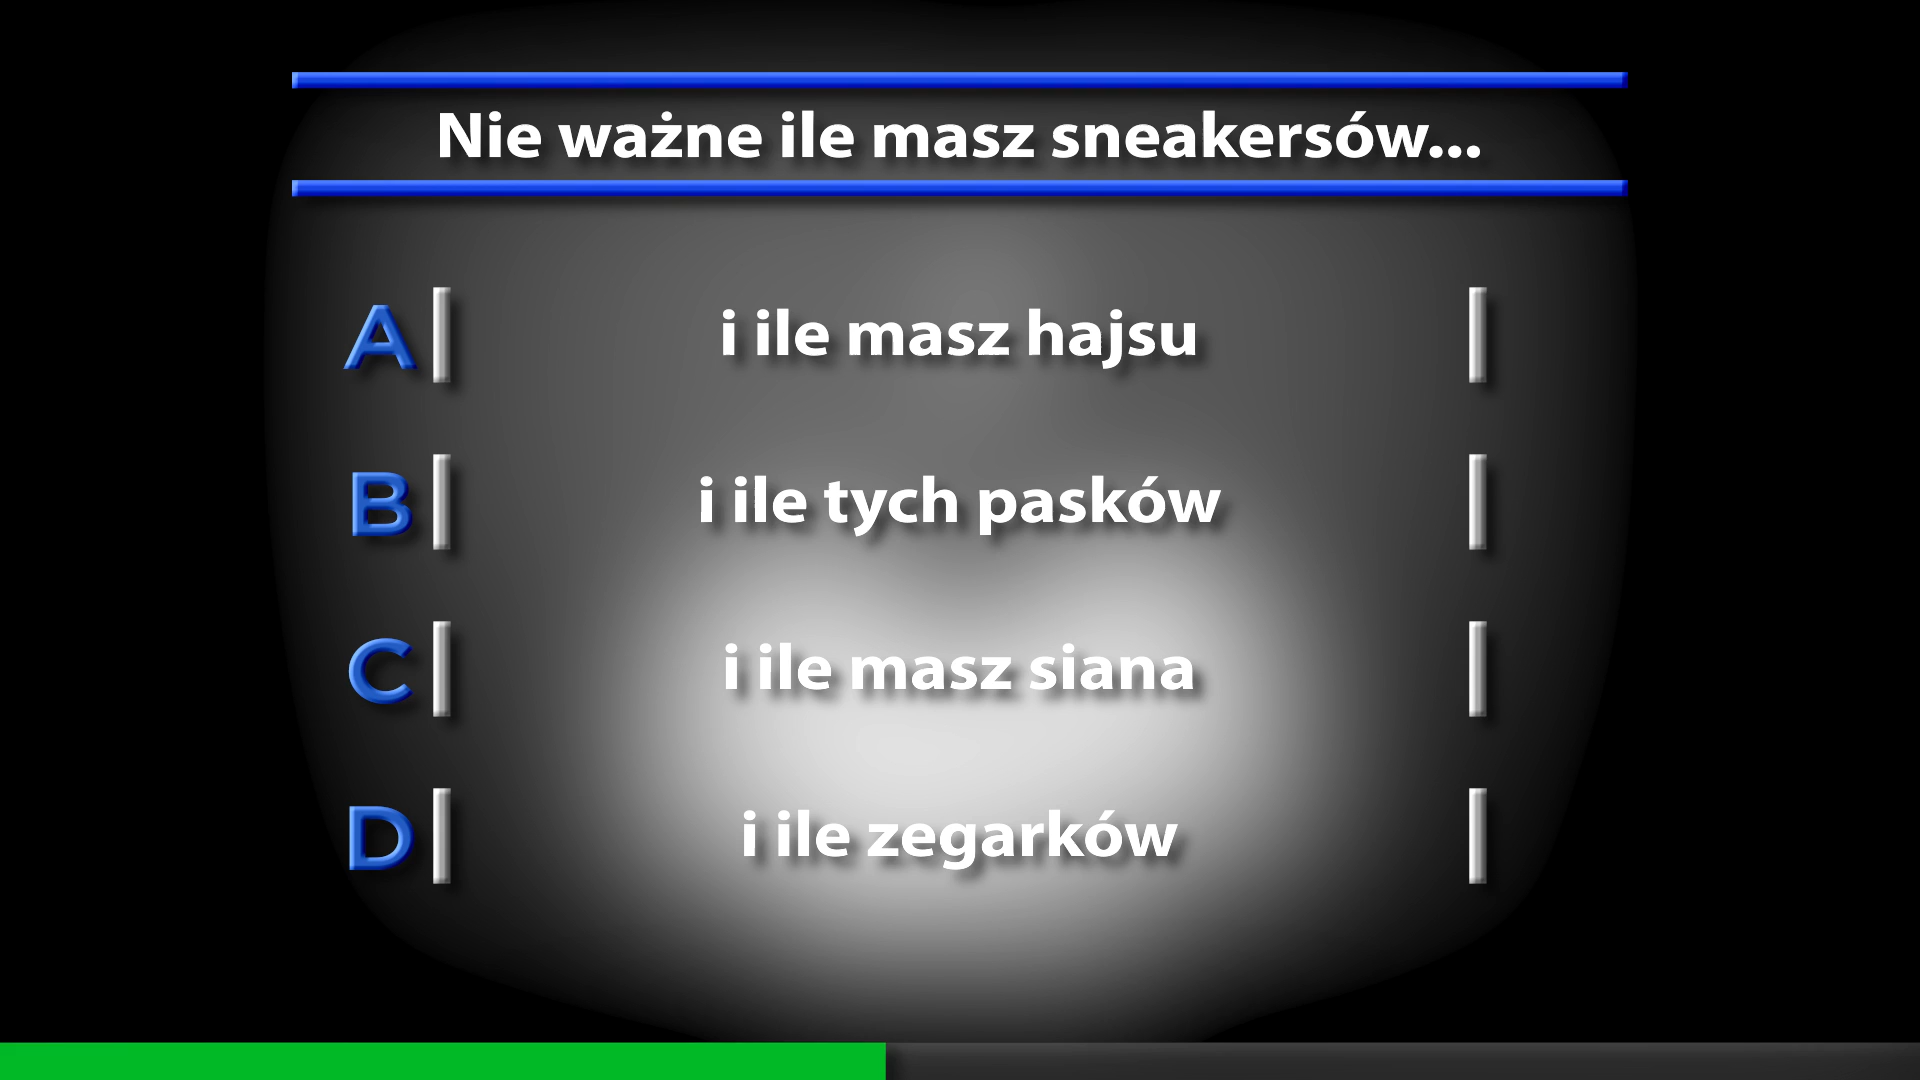 Nie ważne ile masz sneakersów...
A| i ile masz hajsu |
B| i ile tych pasków |
C| i ile masz siana |
D| i ile zegarków |